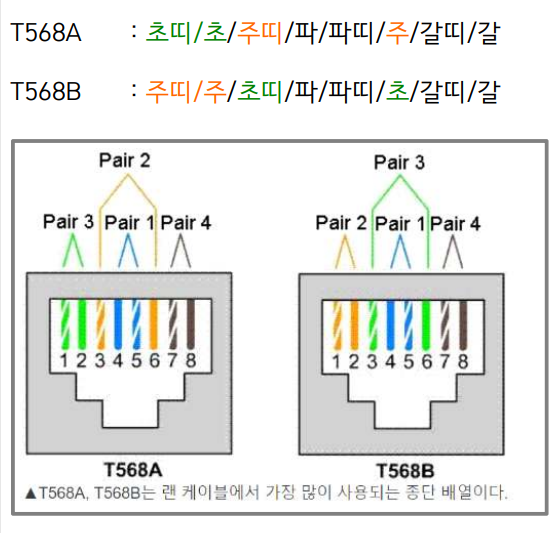 T568A : 초띠/초/주띠/파/파띠/주/갈띠/갈
T568B : 주띠/주/초띠/파/파띠/초/갈띠/갈
Pair 2
Pair 3 Pair 1 Pair 4
1 2 3 4 5 6 7 8
T568A
Pair 3
Pair 2 Pair 1 Pair 4
1 2 3 4 5 6 7 8
T568B
▲T568A, T568B는 랜 케이블에서 가장 많이 사용되는 종단 배열이다.